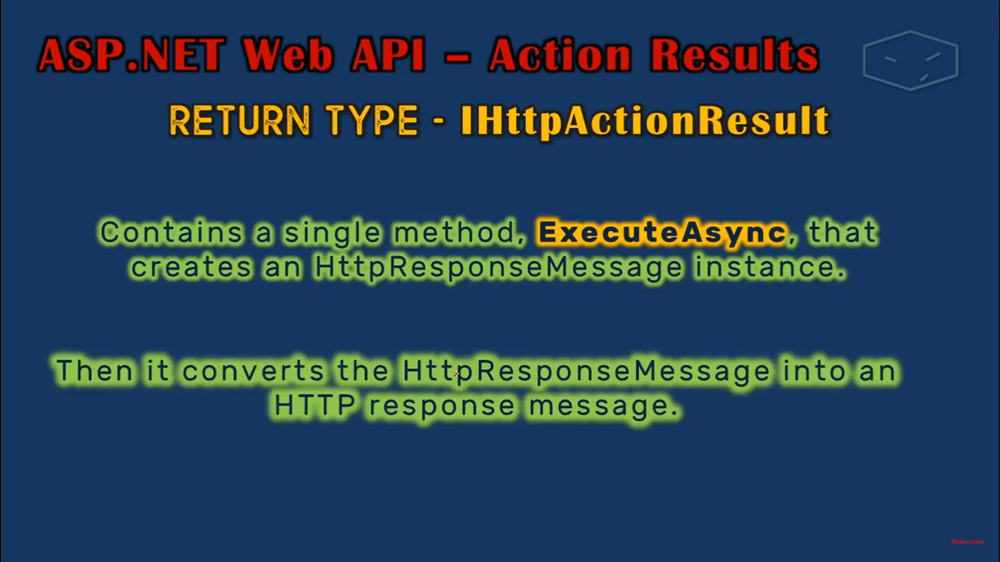 ASP.NET Web API – Action Results
RETURN TYPE - IHttpActionResult
Contains a single method, ExecuteAsync, that
creates an HttpResponseMessage instance.
Then it converts the HttpResponseMessage into an
HTTP response message.
Subscribe